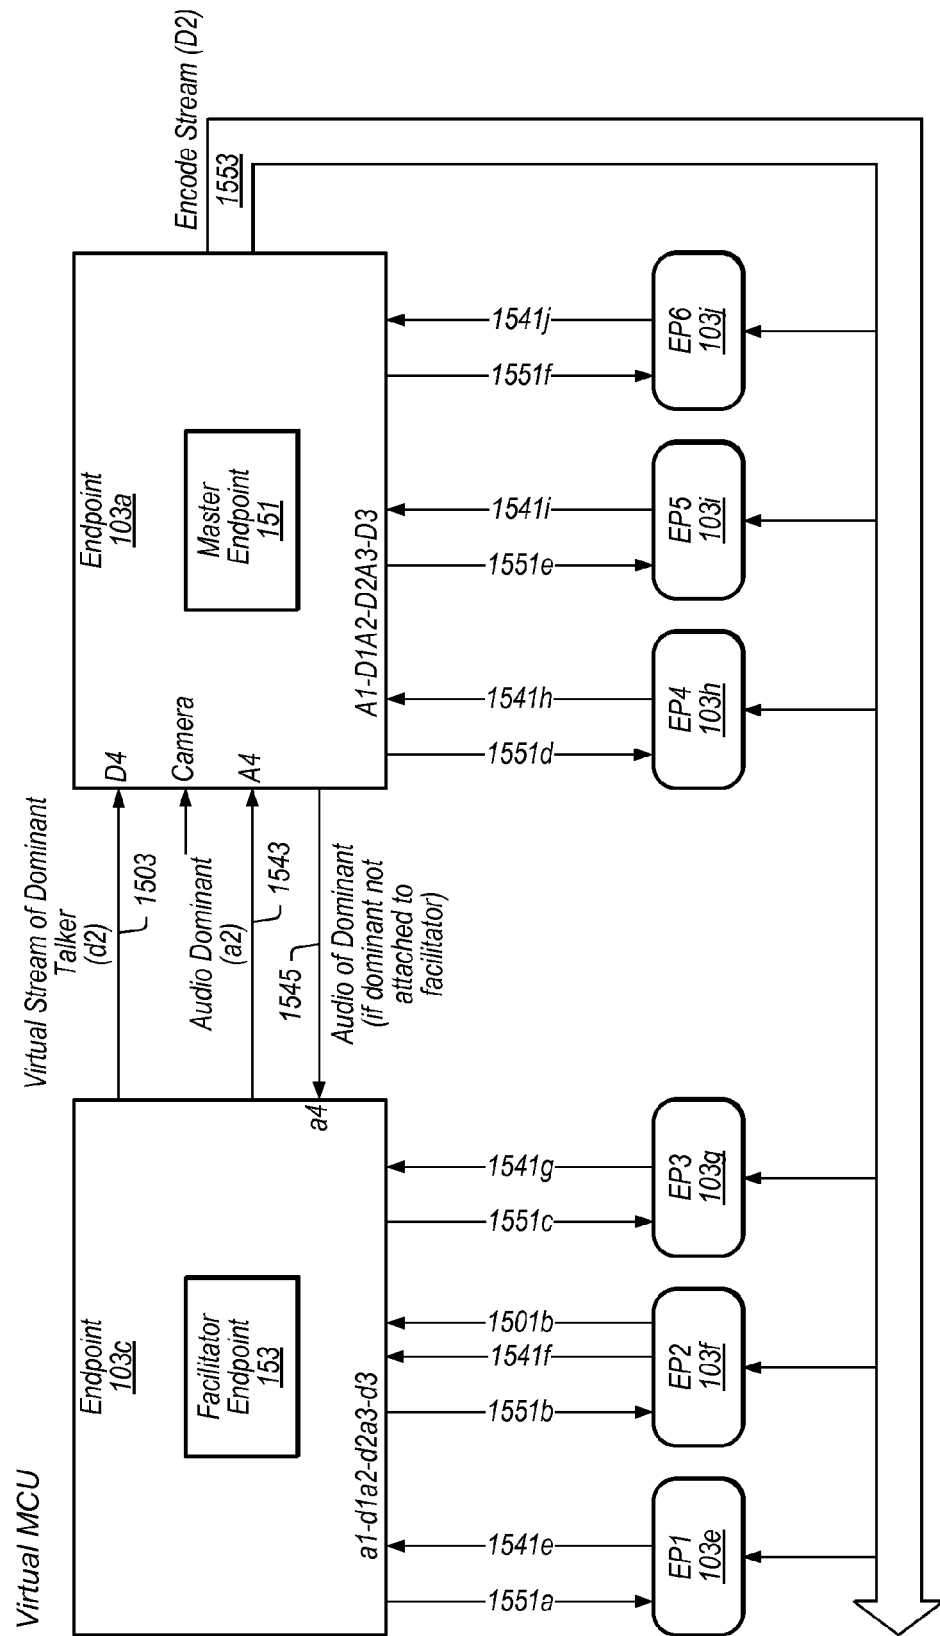 Virtual MCU
Endpoint
103c
Facilitator
Endpoint
153
a1-d1a2-d2a3-d3
a4
Virtual Stream of Dominant
Talker
(d2)
1503
Audio Dominant
(a2)
1543
1545
Audio of Dominant
(if dominant not
attached to
facilitator)
Endpoint
103a
Master
Endpoint
151
D4
Camera
A4
A1-D1A2-D2A3-D3
Encode Stream (D2)
1553
1551a
1541e
1551b
1541f
1501b
1551c
1541g
1551d
1541h
1551e
1541i
1551f
1541j
EP1
103e
EP2
103f
EP3
103g
EP4
103h
EP5
103i
EP6
103j